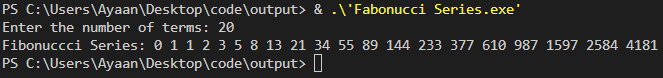 PS C:\Users\Ayaan\Desktop\code\output> & .\'Fabonucci Series.exe'
Enter the number of terms: 20
Fibonuccci Series: 0 1 1 2 3 5 8 13 21 34 55 89 144 233 377 610 987 1597 2584 4181
PS C:\Users\Ayaan\Desktop\code\output>